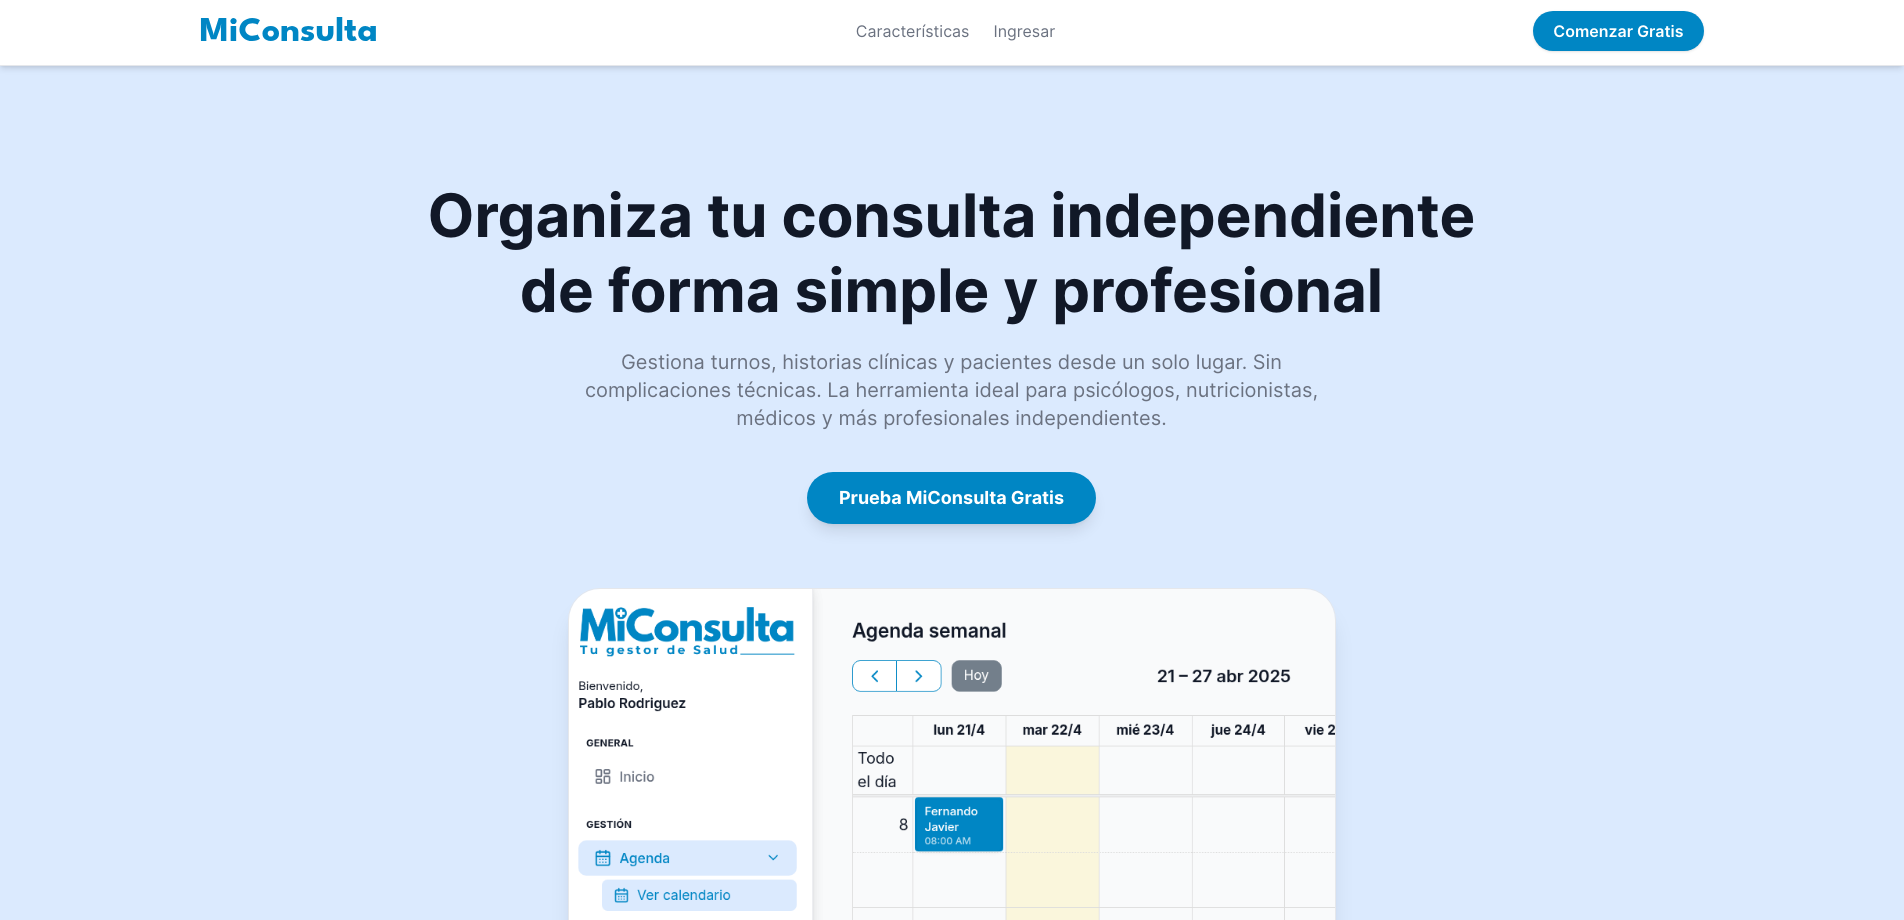 MiConsulta
Características
Ingresar
Comenzar Gratis
Organiza tu consulta independiente
de forma simple y profesional
Gestiona turnos, historias clínicas y pacientes desde un solo lugar. Sin
complicaciones técnicas. La herramienta ideal para psicólogos, nutricionistas,
médicos y más profesionales independientes.
Prueba MiConsulta Gratis
MiConsulta
Tu gestor de Salud
Bienvenido,
Pablo Rodriguez
GENERAL
Inicio
GESTIÓN
Agenda
Ver calendario
Agenda semanal
Hoy
21 – 27 abr 2025
lun 21/4
mar 22/4
mié 23/4
jue 24/4
vie 2
Todo
el día
8
Fernando
Javier
08:00 AM